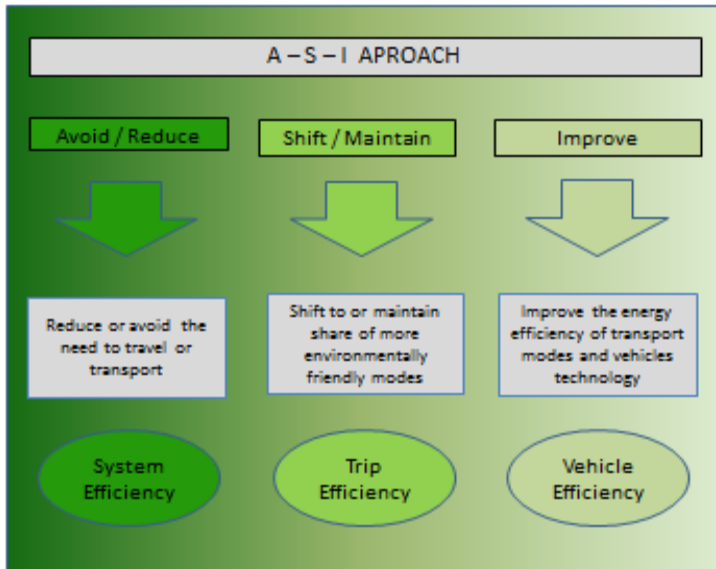 A – S – I APROACH
Avoid / Reduce
Shift / Maintain
Improve
Reduce or avoid the
need to travel or
transport
Shift to or maintain
share of more
environmentally
friendly modes
Improve the energy
efficiency of transport
modes and vehicles
technology
System
Efficiency
Trip
Efficiency
Vehicle
Efficiency